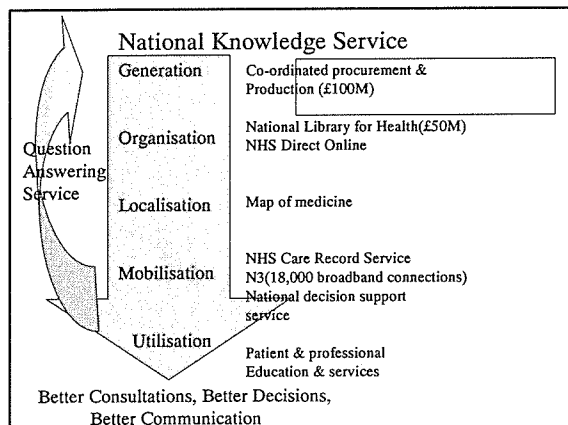 National Knowledge Service
Generation
Co-ordinated procurement &
Production (£100M)
Organisation
National Library for Health(£50M)
NHS Direct Online
Question
Answering
Service
Localisation
Map of medicine
Mobilisation
NHS Care Record Service
N3(18,000 broadband connections)
National decision support
service
Utilisation
Patient & professional
Education & services
Better Consultations, Better Decisions,
Better Communication